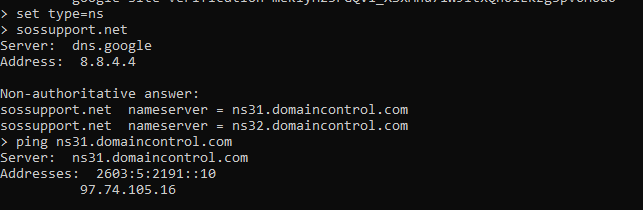 > set type=ns
> sossupport.net
Server:  dns.google
Address:  8.8.4.4

Non-authoritative answer:
sossupport.net  nameserver = ns31.domaincontrol.com
sossupport.net  nameserver = ns32.domaincontrol.com
> ping ns31.domaincontrol.com
Server:  ns31.domaincontrol.com
Addresses:  2603:5:2191::10
          97.74.105.16